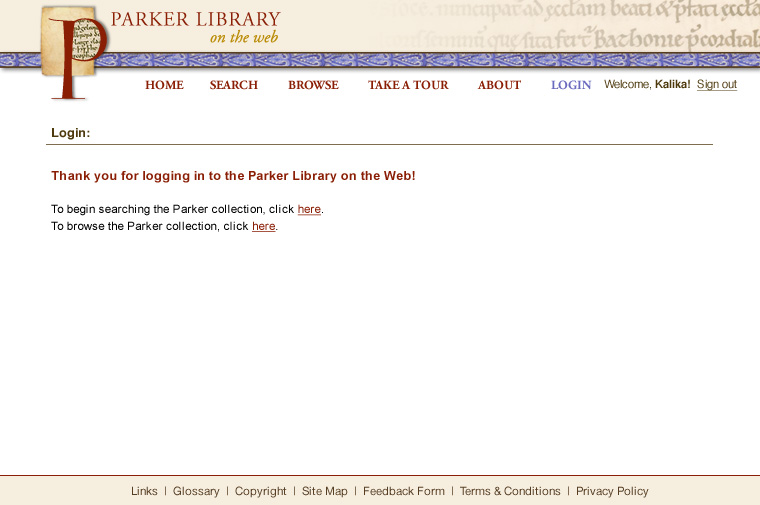 PARKER LIBRARY
on the web
HOME SEARCH BROWSE TAKE A TOUR ABOUT LOGIN Welcome, Kalika! Sign out
Login:
Thank you for logging in to the Parker Library on the Web!
To begin searching the Parker collection, click here.
To browse the Parker collection, click here.
Links | Glossary | Copyright | Site Map | Feedback Form | Terms & Conditions | Privacy Policy